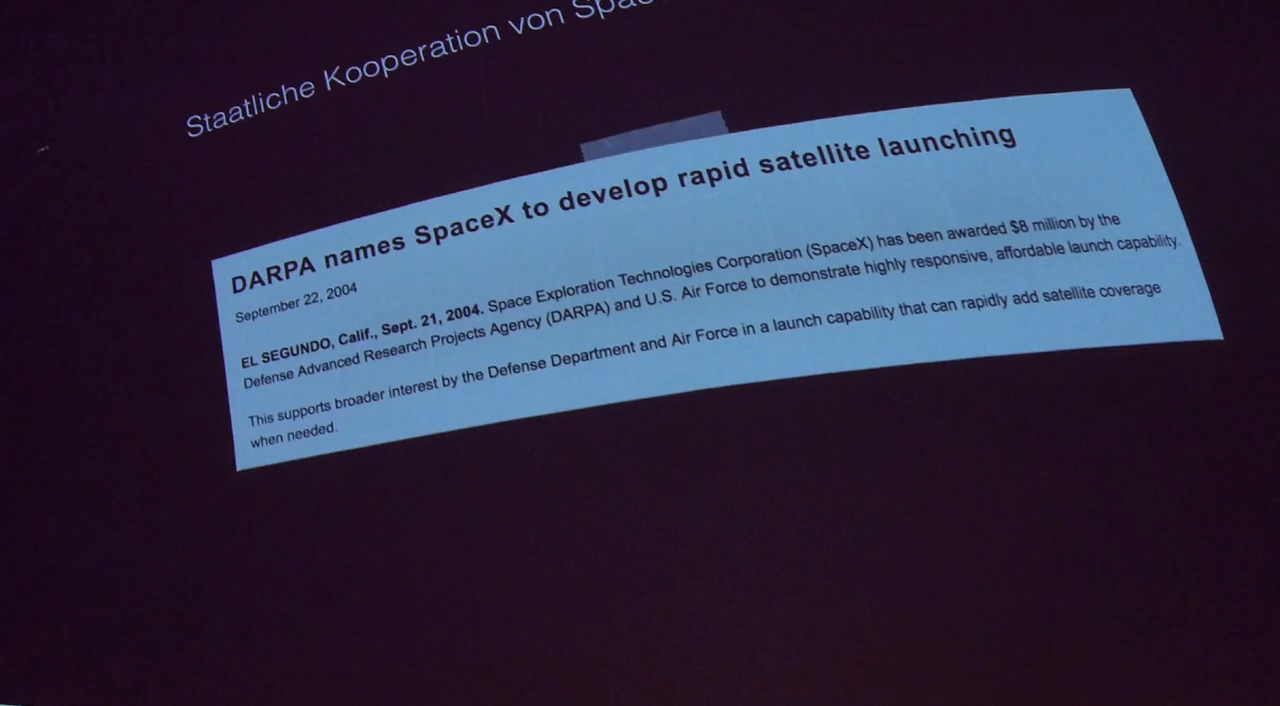 Staatliche Kooperation von
DARPA names SpaceX to develop rapid satellite launching
September 22, 2004
EL SEGUNDO, Calif., Sept. 21, 2004. Space Exploration Technologies Corporation (SpaceX) has been awarded $8 million by the
Defense Advanced Research Projects Agency (DARPA) and U.S. Air Force to demonstrate highly responsive, affordable launch capability.
This supports broader interest by the Defense Department and Air Force in a launch capability that can rapidly add satellite coverage
when needed.